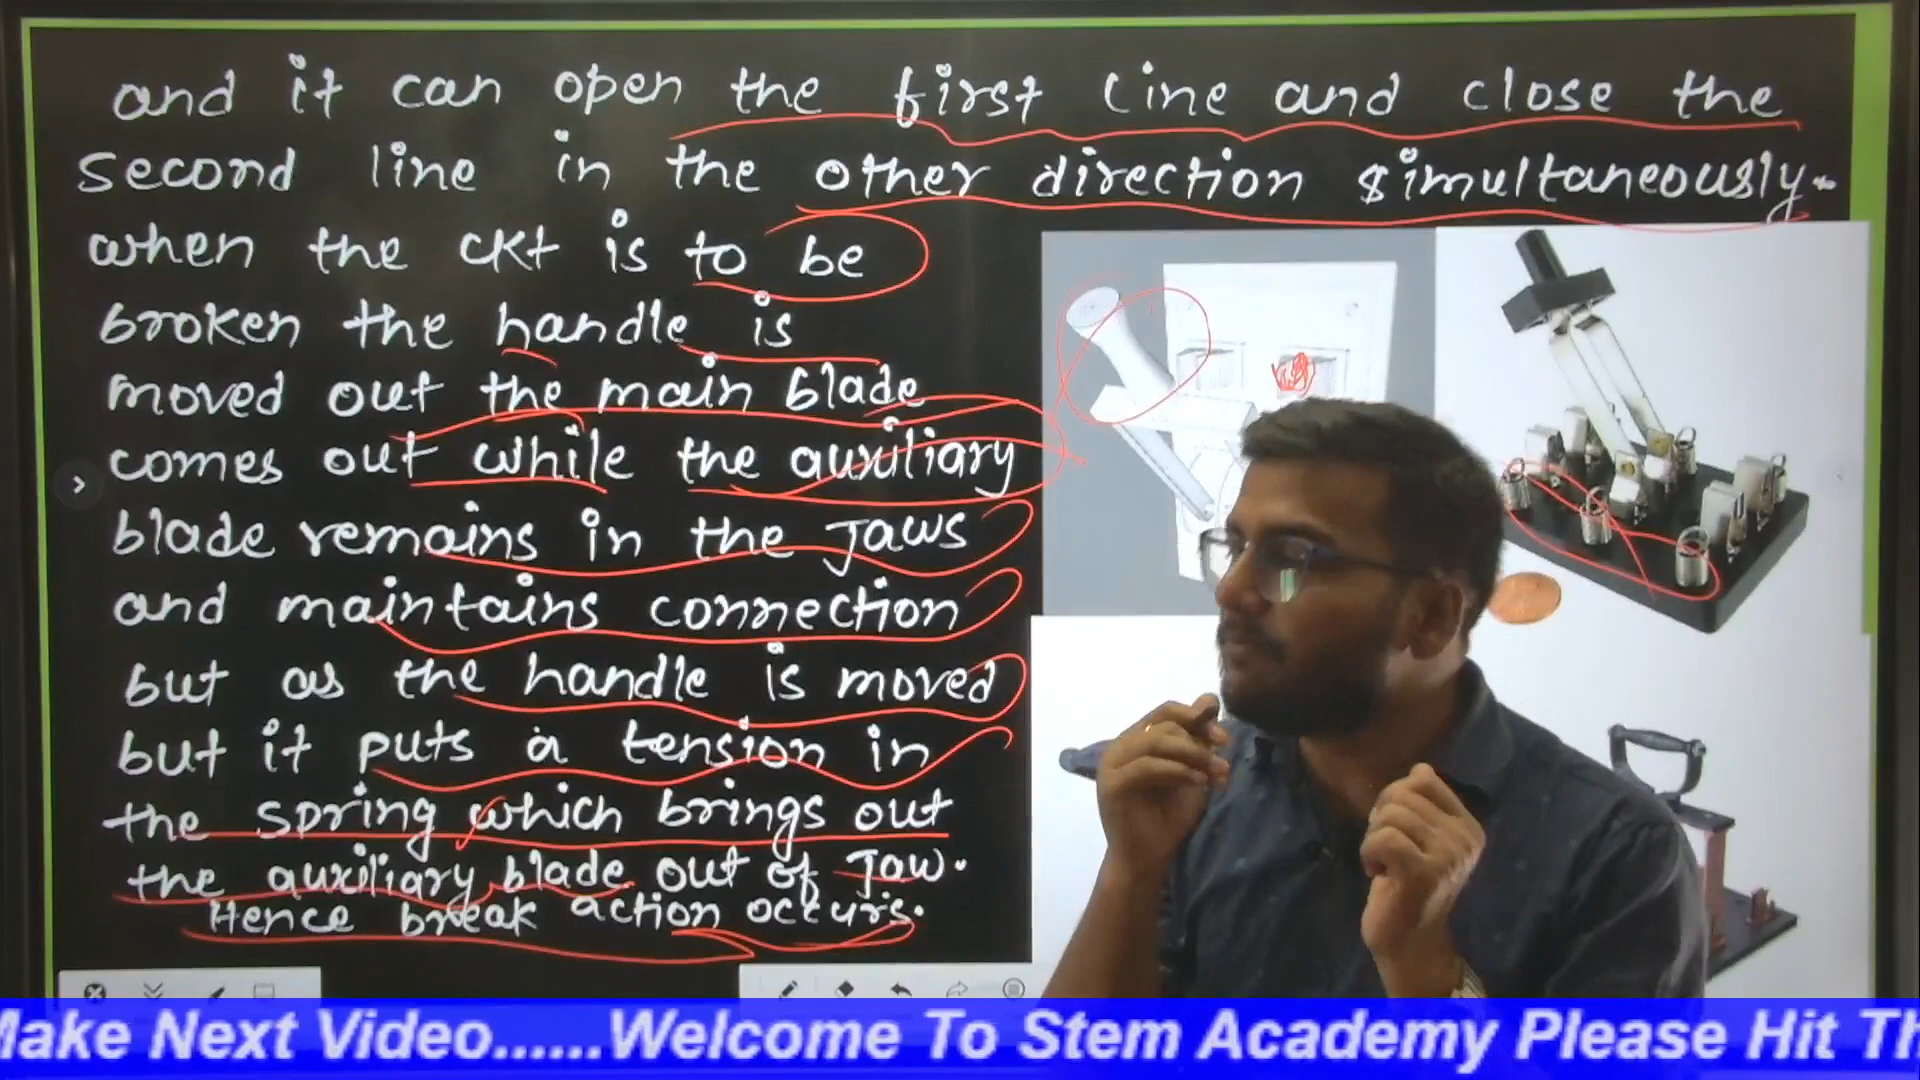 and it can open the first line and close the
second line in the other direction simultaneously.
when the ckt is to be
broken the handle is
moved out the main blade
comes out while the auxiliary
blade remains in the Jaws
and maintains connection
but as the handle is moved
but it puts a tension in
the spring which brings out
the auxiliary blade out of Jaw.
Hence break action occurs.
Make Next Video......Welcome To Stem Academy Please Hit Th